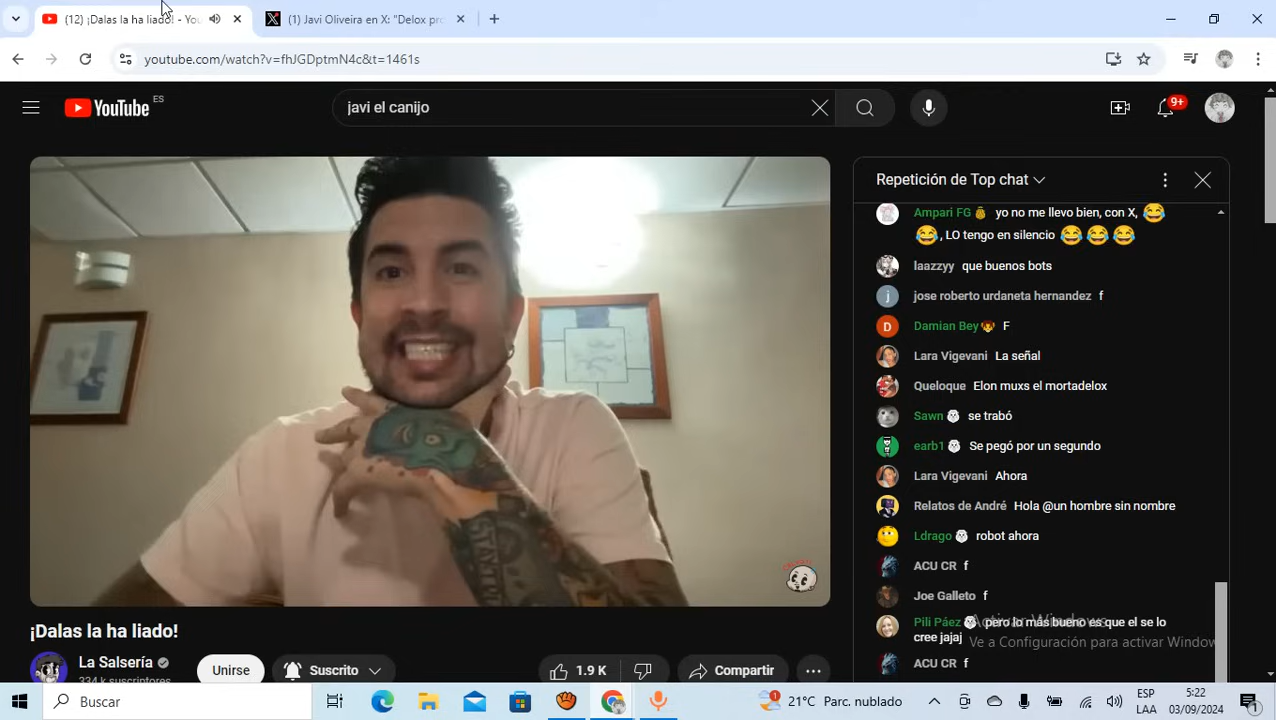 (12) ¡Dalas la ha liado! - You
(1) Javi Oliveira en X: "Delox pro
youtube.com/watch?v=fhJGDptmN4c&t=1461s
YouTube ES
javi el canijo
9+
Repetición de Top chat
Ampari FG yo no me llevo bien, con X, 😂
😂, LO tengo en silencio 😂😂😂
laazzyy que buenos bots
j jose roberto urdaneta hernandez f
D Damian Bey F
Lara Vigevani La señal
Queloque Elon muxs el mortadelox
Sawn se trabó
earb1 Se pegó por un segundo
Lara Vigevani Ahora
Relatos de André Hola @un hombre sin nombre
Ldrago robot ahora
ACU CR f
Joe Galleto f
Pili Páez pero lo más bueno es que el se lo
cree jajaj
ACU CR f
Activar Windows
Ve a Configuración para activar Window
¡Dalas la ha liado!
La Salsería
334 k suscriptores
Unirse
Suscrito
1.9 K
Compartir
Buscar
21°C Parc. nublado
ESP
LAA
5:22
03/09/2024
1